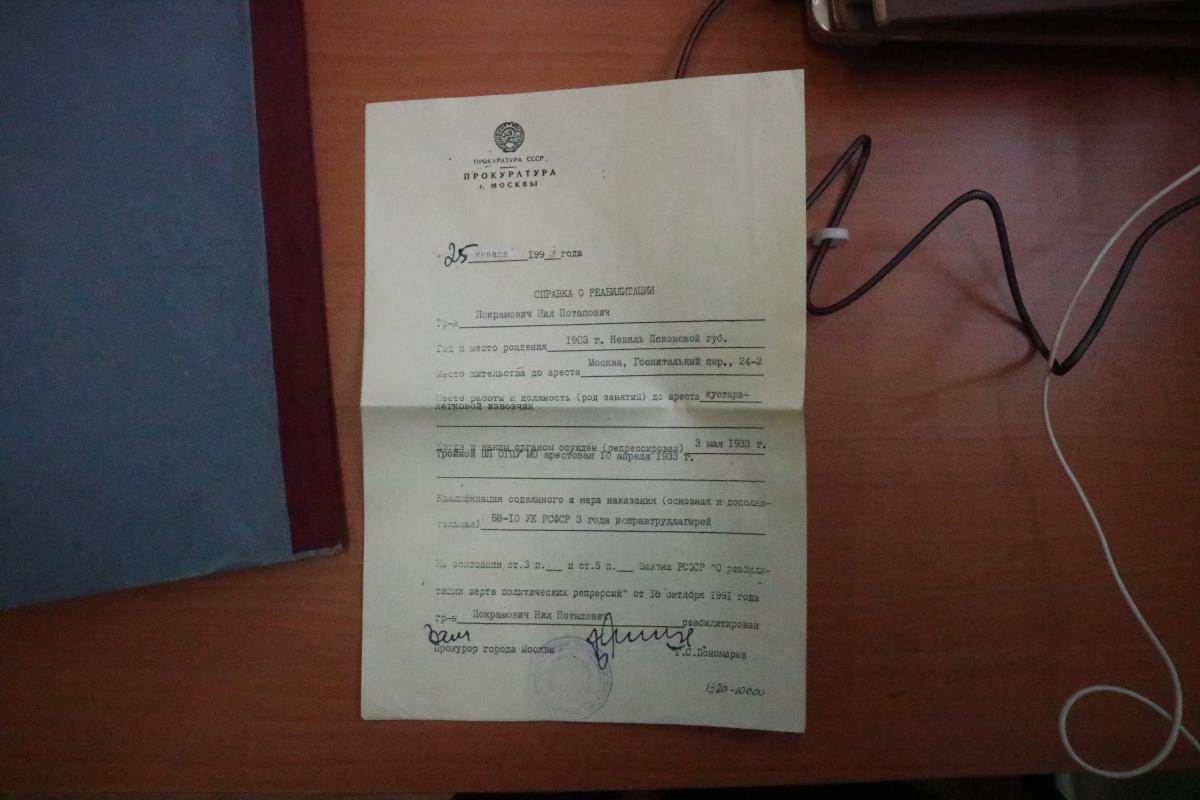 ПРОКУРАТУРА СССР
ПРОКУРАТУРА
г. МОСКВЫ
"25 января" 199 года
СПРАВКА О РЕАБИЛИТАЦИИ
Гр-н Покрамович Нил Потапович
Год и место рождения 1903 г. Невиль Псковской губ.
Место жительства до ареста Москва, Госпитальный пер., 24-2
Место работы и должность (род занятий) до ареста кустарь-
легковой извозчик
Когда и каким органом осужден (репрессирован) 3 мая 1933 г.
Тройкой ПП ОГПУ МО арестован 10 апреля 1933 г.
Квалификация содеянного и мера наказания (основная и дополни-
тельная) 58-10 УК РСФСР 3 года исправтрудлагерей
На основании ст.3 п.___ и ст.5 п.___ Закона РСФСР "О реабили-
тации жертв политических репрессий" от 18 октября 1991 года
гр-н Покрамович Нил Потапович реабилитирован
Прокурор города Москвы Г.С.Пономарев
1520-10000